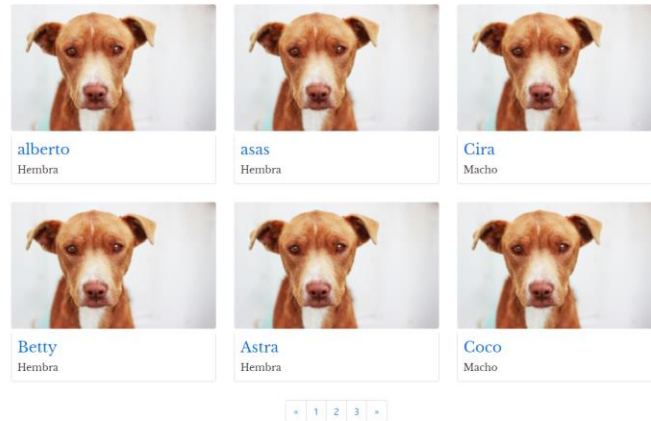 alberto
Hembra
asas
Hembra
Cira
Macho
Betty
Hembra
Astra
Hembra
Coco
Macho
« 1 2 3 »